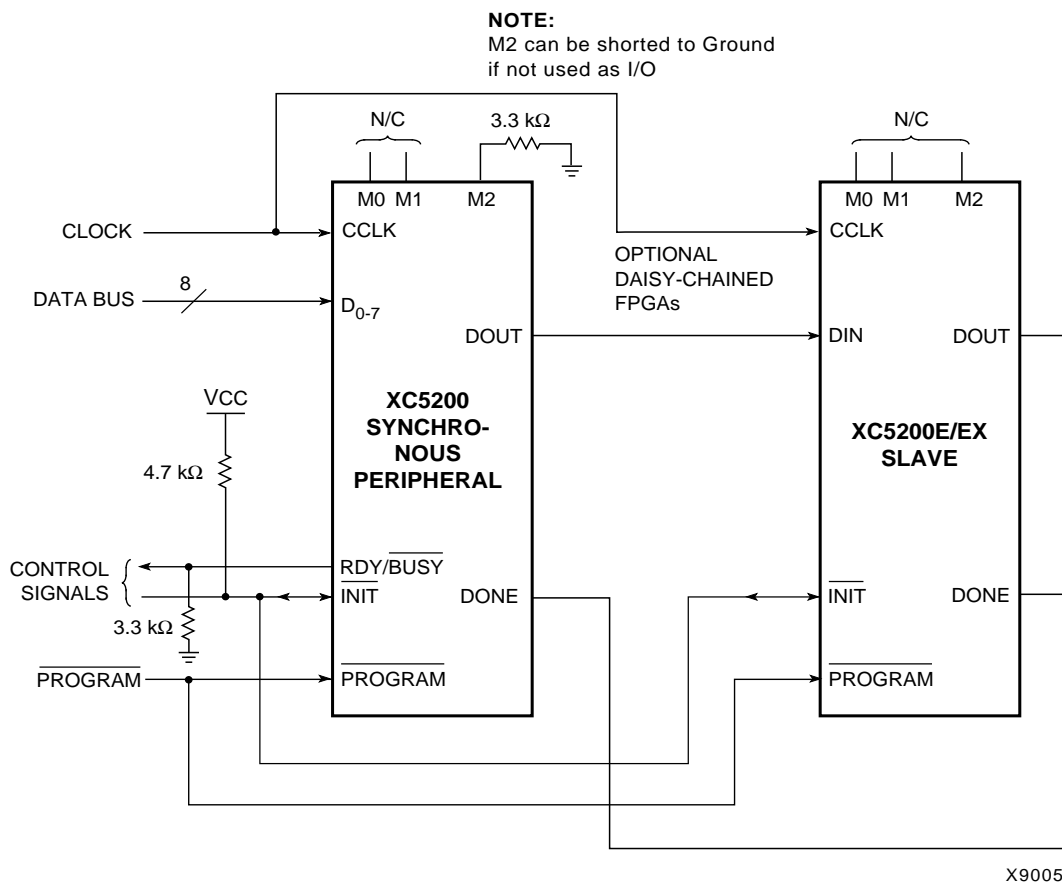 NOTE:
M2 can be shorted to Ground
if not used as I/O
N/C
3.3 kΩ
N/C
M0 M1 M2
M0 M1 M2
CLOCK
CCLK
CCLK
OPTIONAL
DAISY-CHAINED
FPGAs
DATA BUS
8
D0-7
DOUT
DIN
DOUT
VCC
4.7 kΩ
XC5200
SYNCHRO-
NOUS
PERIPHERAL
XC5200E/EX
SLAVE
CONTROL
SIGNALS
RDY/BUSY
INIT
DONE
INIT
DONE
3.3 kΩ
PROGRAM
PROGRAM
PROGRAM
X9005